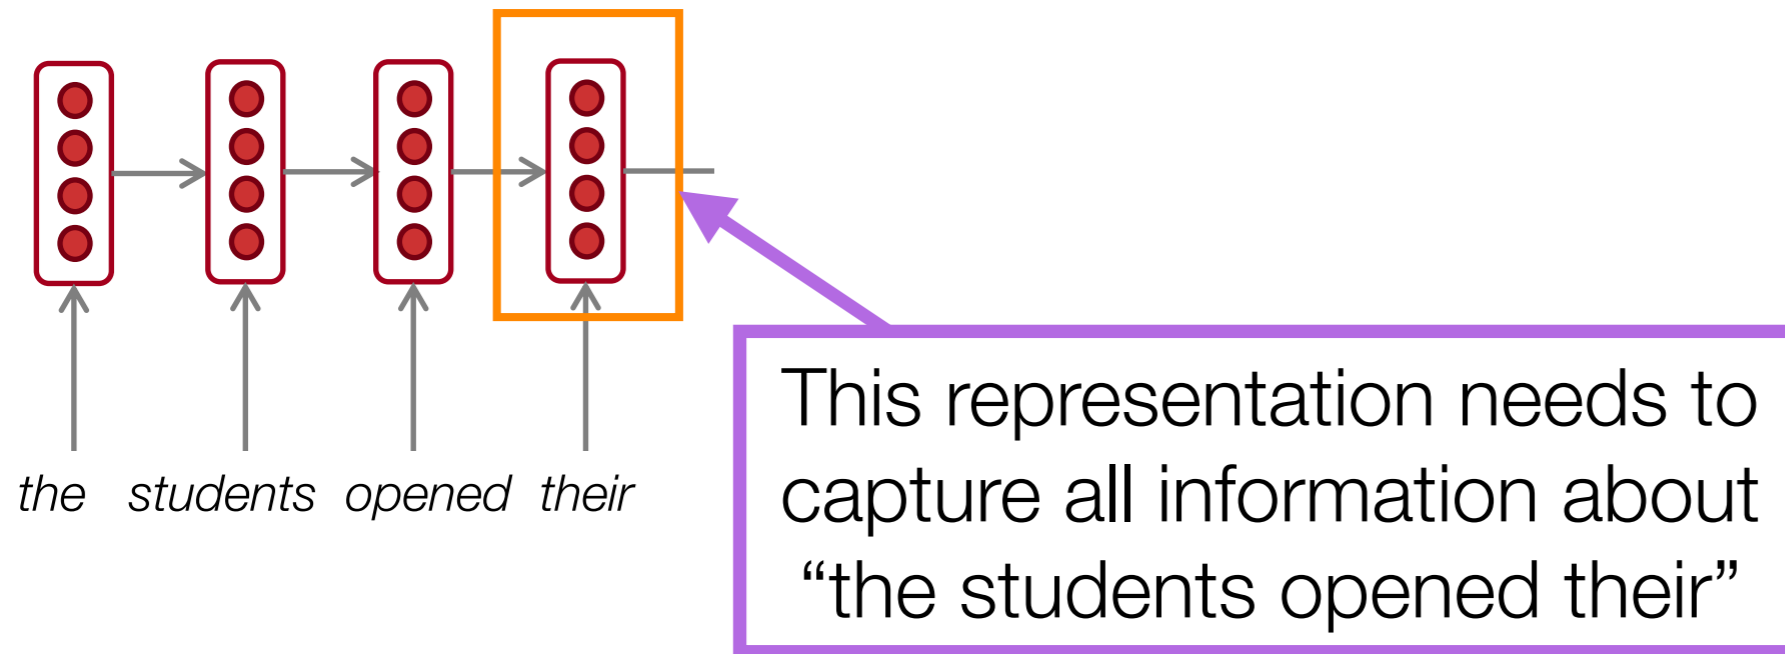 the students opened their
This representation needs to
capture all information about
“the students opened their”